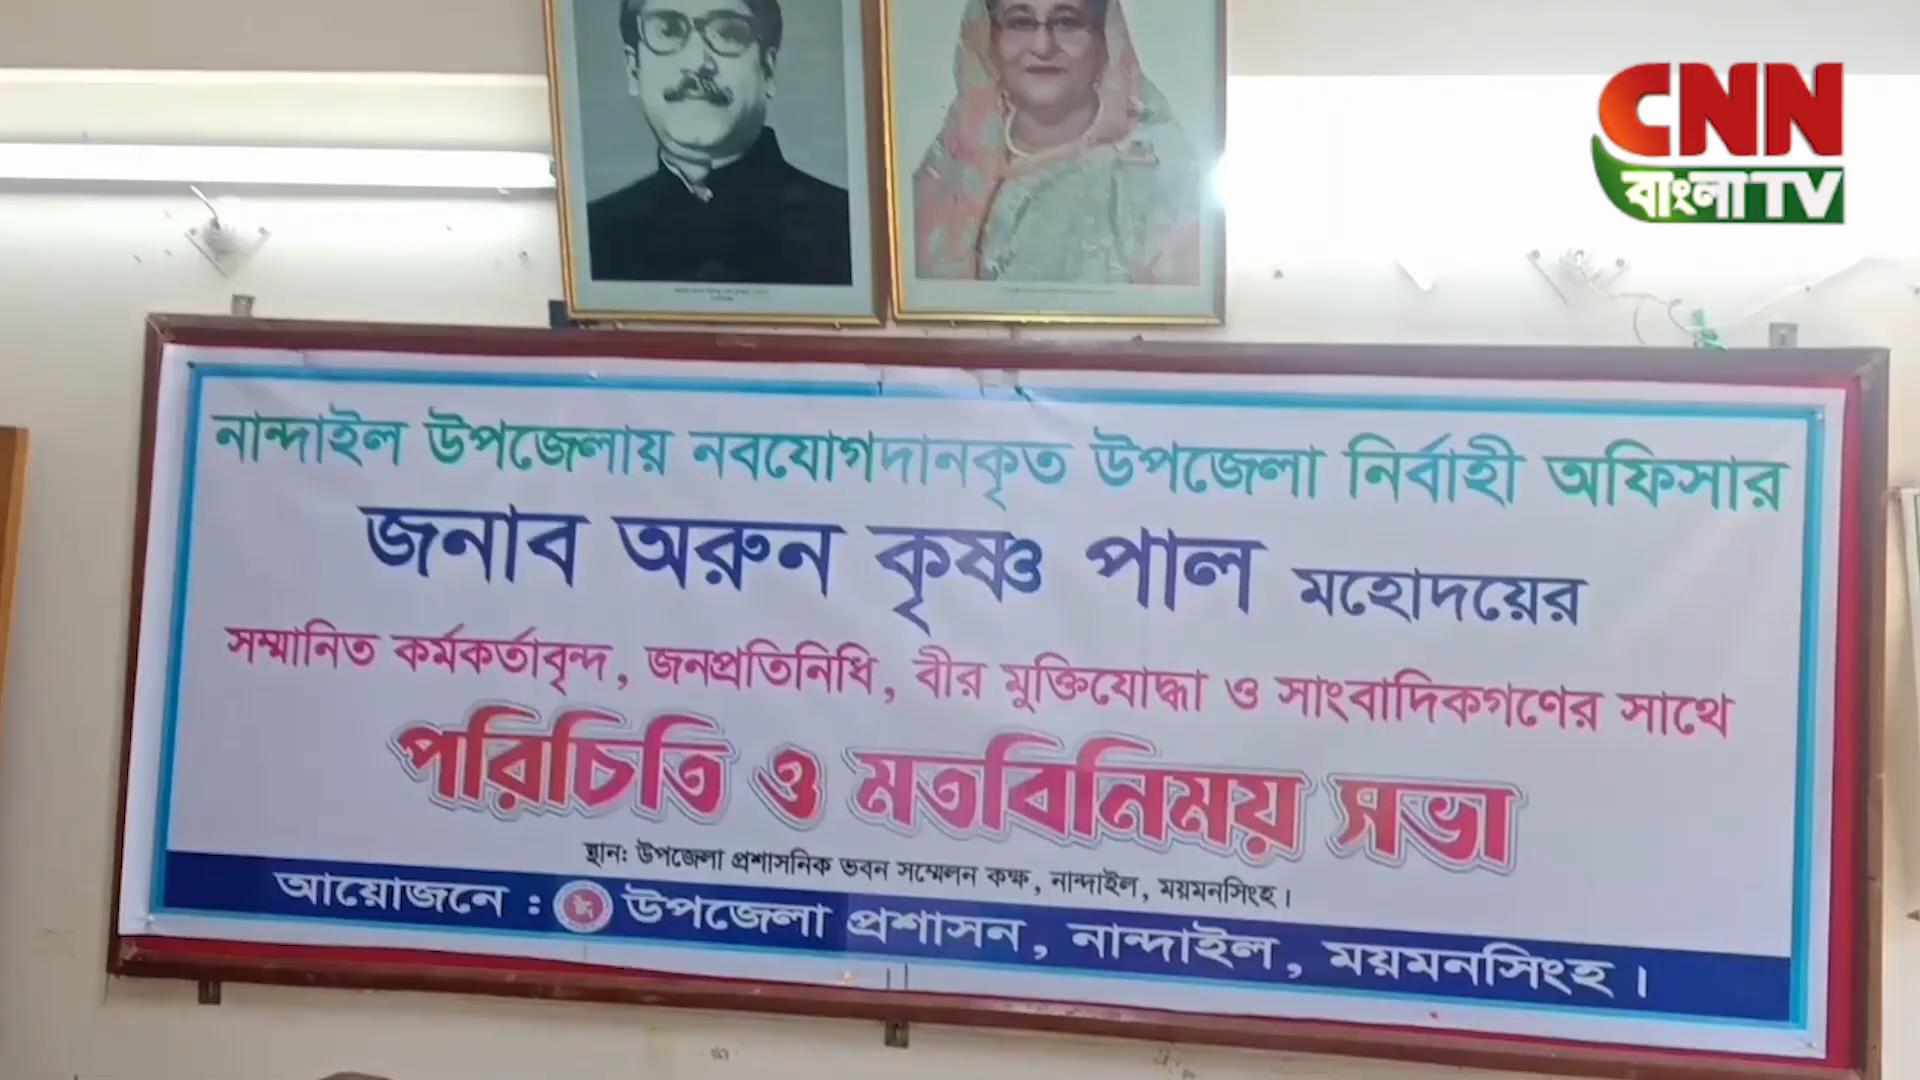 CNN
বাংলা TV
নান্দাইল উপজেলায় নবযোগদানকৃত উপজেলা নির্বাহী অফিসার
জনাব অরুন কৃষ্ণ পাল মহোদয়ের
সম্মানিত কর্মকর্তাবৃন্দ, জনপ্রতিনিধি, বীর মুক্তিযোদ্ধা ও সাংবাদিকগণের সাথে
পরিচিতি ও মতবিনিময় সভা
স্থান: উপজেলা প্রশাসনিক ভবন সম্মেলন কক্ষ, নান্দাইল, ময়মনসিংহ।
আয়োজনে : উপজেলা প্রশাসন, নান্দাইল, ময়মনসিংহ।